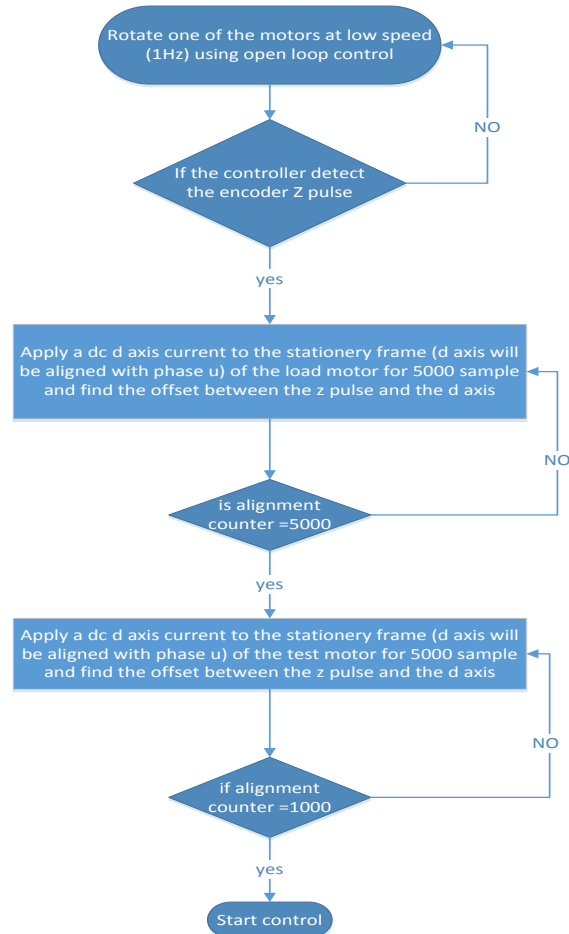 Rotate one of the motors at low speed
(1Hz) using open loop control
NO
If the controller detect
the encoder Z pulse
yes
Apply a dc d axis current to the stationery frame (d axis will
be aligned with phase u) of the load motor for 5000 sample
and find the offset between the z pulse and the d axis
NO
is alignment
counter =5000
yes
Apply a dc d axis current to the stationery frame (d axis will
be aligned with phase u) of the test motor for 5000 sample
and find the offset between the z pulse and the d axis
NO
if alignment
counter =1000
yes
Start control